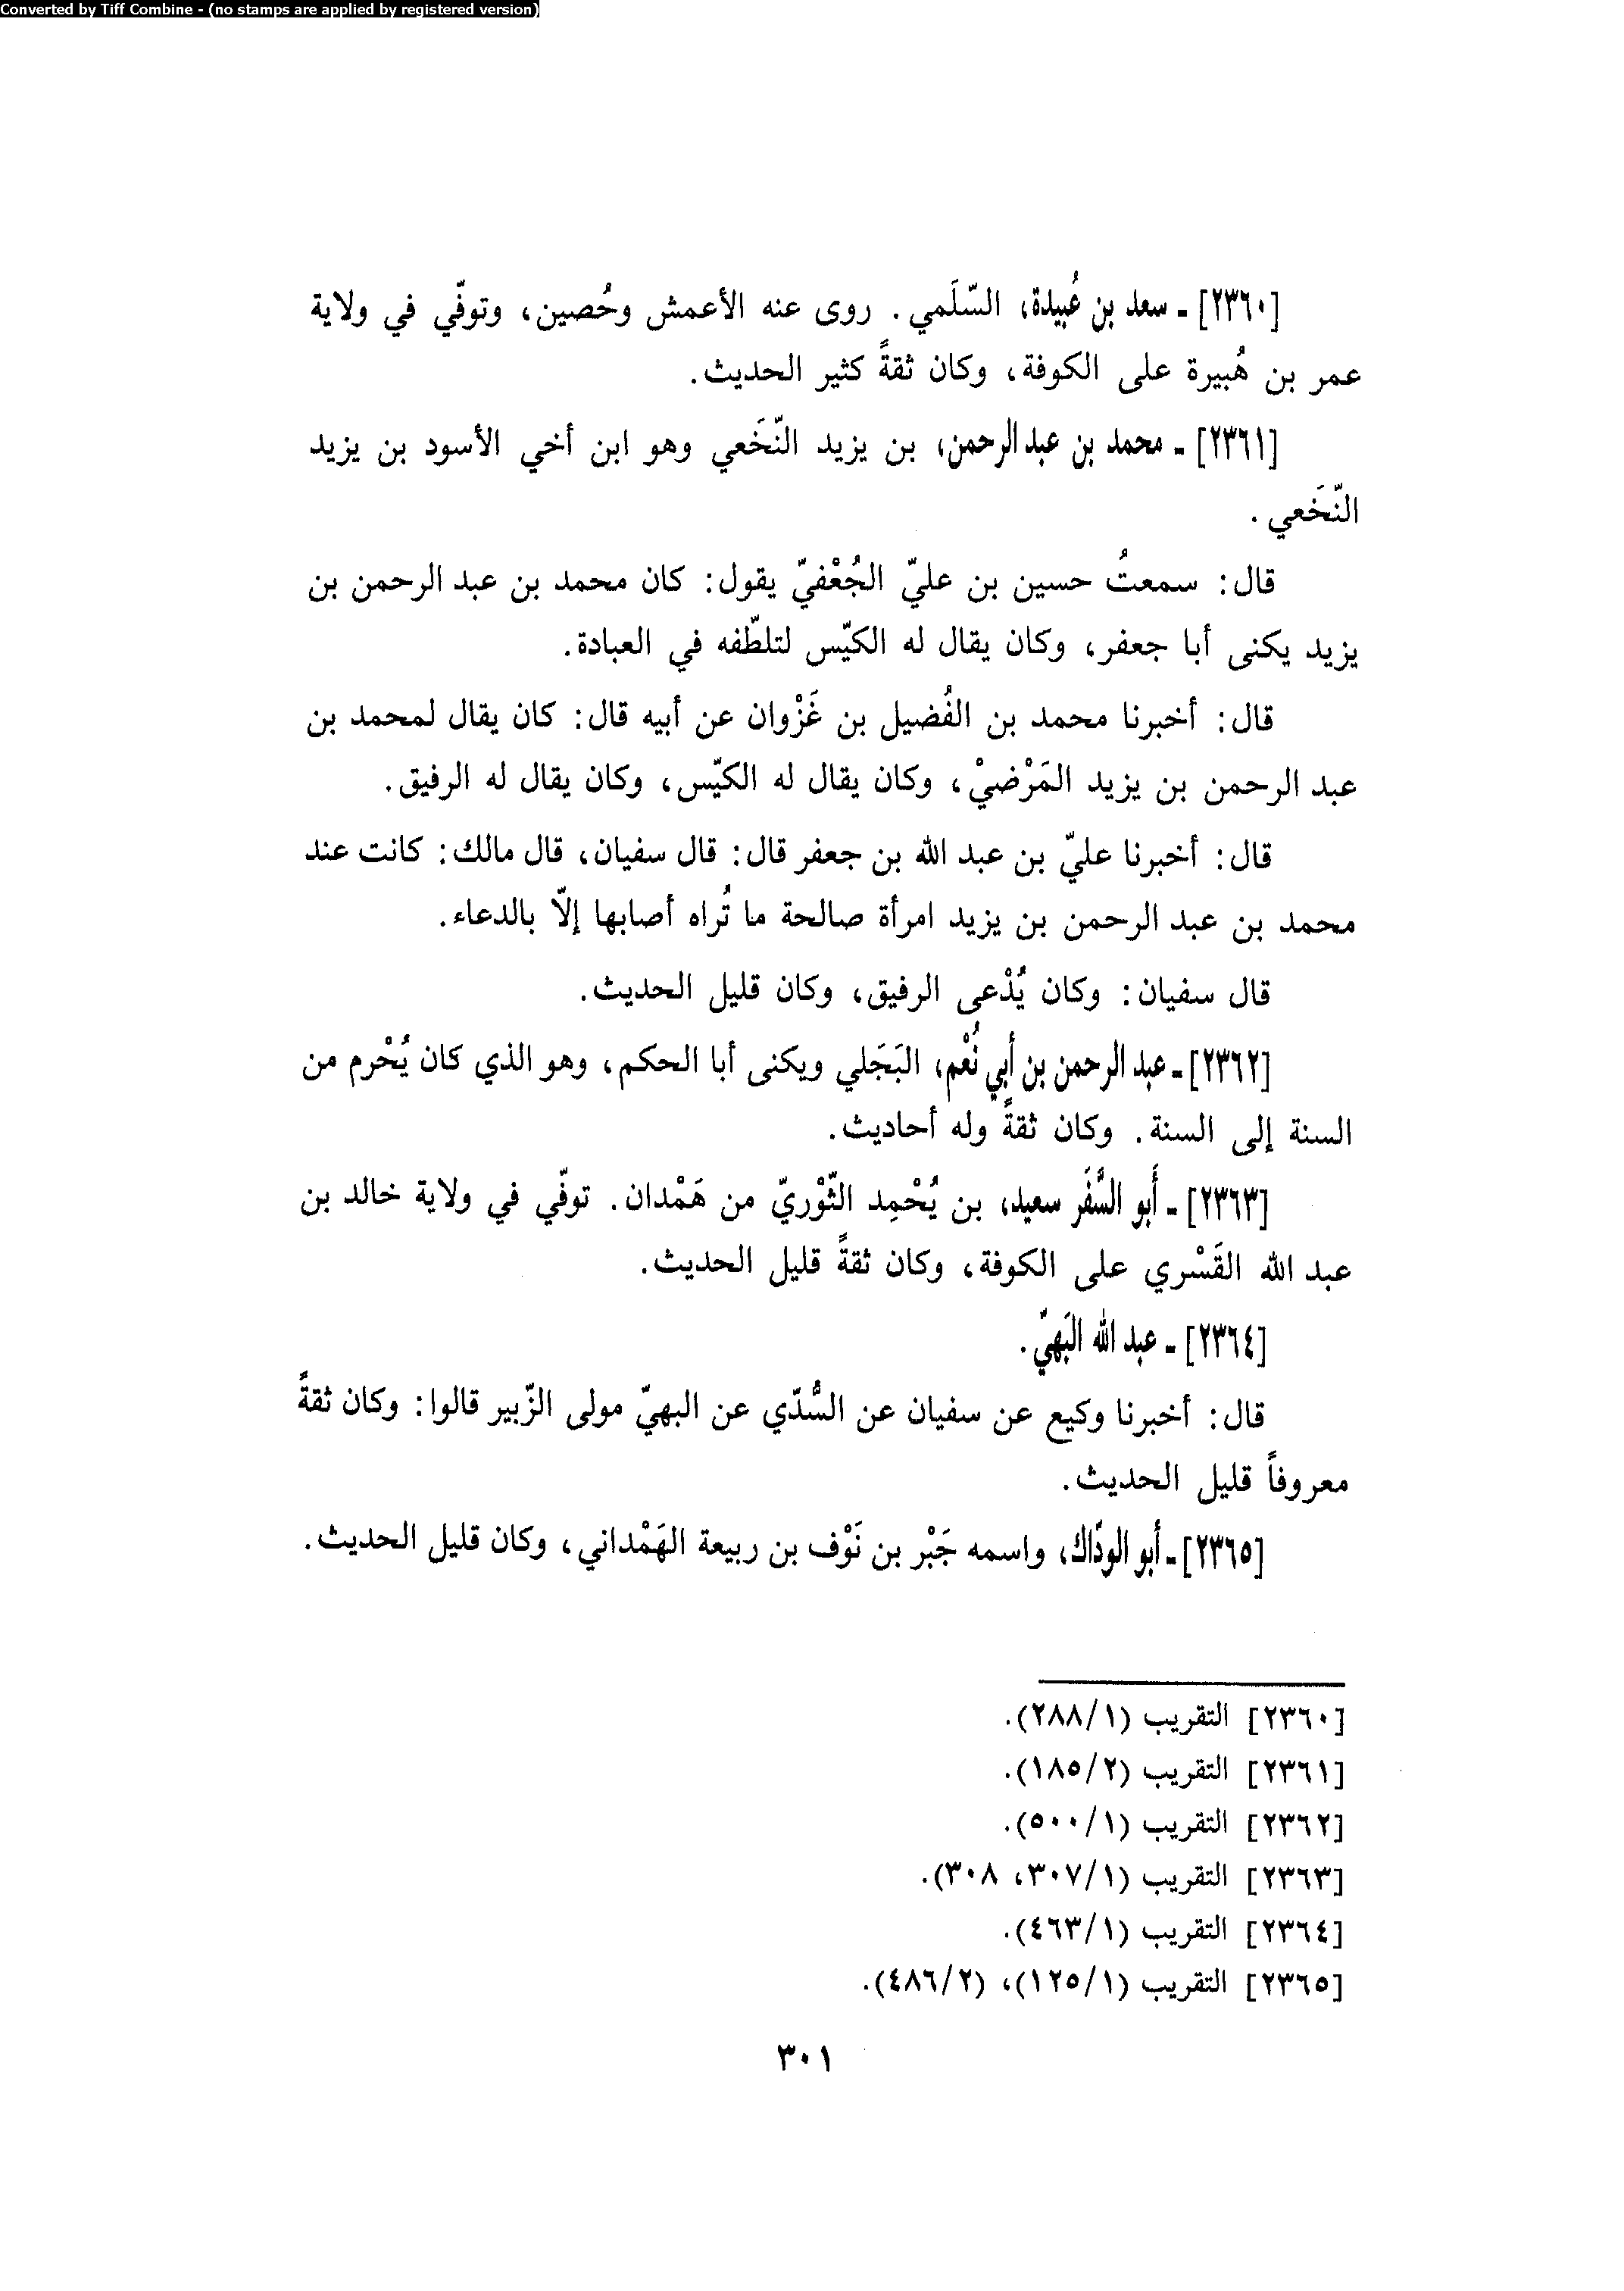 Converted by Tiff Combine - (no stamps are applied by registered version)
[٢٣٦٠] ـ سعد بن عُبيدة، السّلَمي. روى عنه الأعمش وحُصين، وتوفّي في ولاية
عمر بن هُبيرة على الكوفة، وكان ثقةً كثير الحديث.
[٢٣٦١] ـ محمد بن عبد الرحمن، بن يزيد النّخَعي وهو ابن أخي الأسود بن يزيد
النّخَعي.
قال: سمعتُ حسين بن عليّ الجُعْفيّ يقول: كان محمد بن عبد الرحمن بن
يزيد يكنى أبا جعفر، وكان يقال له الكيّس لتلطّفه في العبادة.
قال: أخبرنا محمد بن الفُضيل بن غَزْوان عن أبيه قال: كان يقال لمحمد بن
عبد الرحمن بن يزيد المَرْضيْ، وكان يقال له الكيّس، وكان يقال له الرفيق.
قال: أخبرنا عليّ بن عبد الله بن جعفر قال: قال سفيان، قال مالك: كانت عند
محمد بن عبد الرحمن بن يزيد امرأة صالحة ما تُراه أصابها إلاّ بالدعاء.
قال سفيان: وكان يُدْعى الرفيق، وكان قليل الحديث.
[٢٣٦٢] ـ عبد الرحمن بن أبي نُعْم، البَجَلي ويكنى أبا الحكم، وهو الذي كان يُحْرم من
السنة إلى السنة. وكان ثقةً وله أحاديث.
[٢٣٦٣] ـ أَبو السَّفَر سعيد، بن يُحْمِد الثّوْريّ من هَمْدان. توفّي في ولاية خالد بن
عبد الله القَسْري على الكوفة، وكان ثقةً قليل الحديث.
[٢٣٦٤] ـ عبد الله البَهيّ.
قال: أخبرنا وكيع عن سفيان عن السُّدّي عن البهيّ مولى الزّبير قالوا: وكان ثقةً
معروفاً قليل الحديث.
[٢٣٦٥] ـ أبو الودّاك، واسمه جَبْر بن نَوْف بن ربيعة الهَمْداني، وكان قليل الحديث.
[٢٣٦٠] التقريب (٢٨٨/١).
[٢٣٦١] التقريب (١٨٥/٢).
[٢٣٦٢] التقريب (٥٠٠/١).
[٢٣٦٣] التقريب (٣٠٧/١، ٣٠٨).
[٢٣٦٤] التقريب (٤٦٣/١).
[٢٣٦٥] التقريب (١٢٥/١)، (٤٨٦/٢).
٣٠١